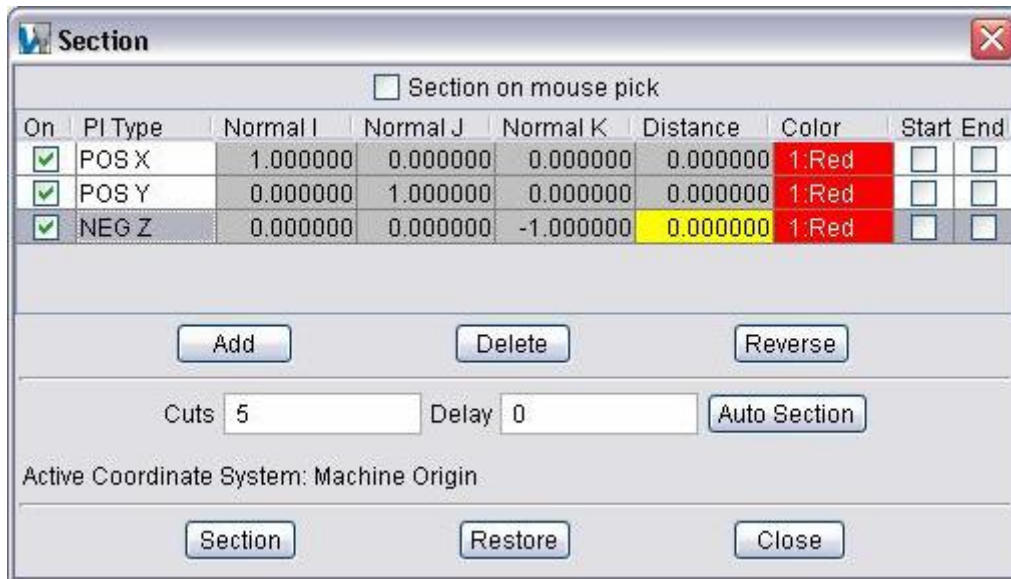 Section
Section on mouse pick
On Pl Type Normal I Normal J Normal K Distance Color Start End
POS X 1.000000 0.000000 0.000000 0.000000 1:Red
POS Y 0.000000 1.000000 0.000000 0.000000 1:Red
NEG Z 0.000000 0.000000 -1.000000 0.000000 1:Red
Add Delete Reverse
Cuts 5 Delay 0 Auto Section
Active Coordinate System: Machine Origin
Section Restore Close